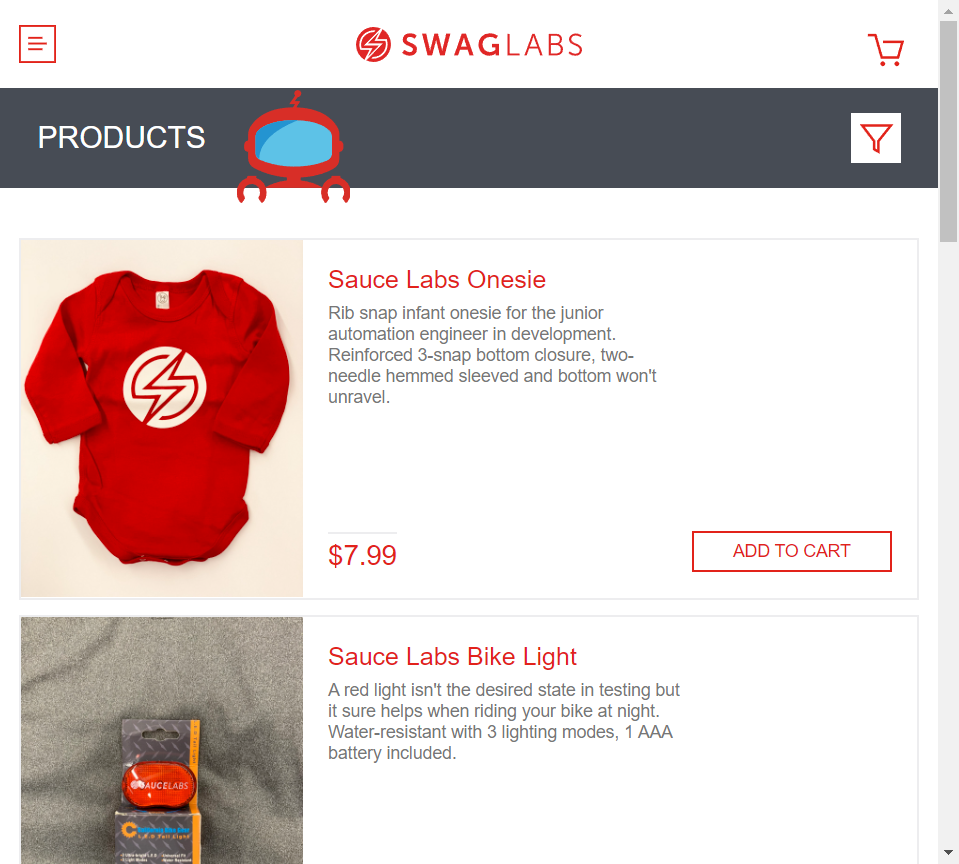 SWAGLABS
PRODUCTS
Sauce Labs Onesie
Rib snap infant onesie for the junior
automation engineer in development.
Reinforced 3-snap bottom closure, two-
needle hemmed sleeved and bottom won't
unravel.
$7.99
ADD TO CART
Sauce Labs Bike Light
A red light isn't the desired state in testing but
it sure helps when riding your bike at night.
Water-resistant with 3 lighting modes, 1 AAA
battery included.
SAUCELABS